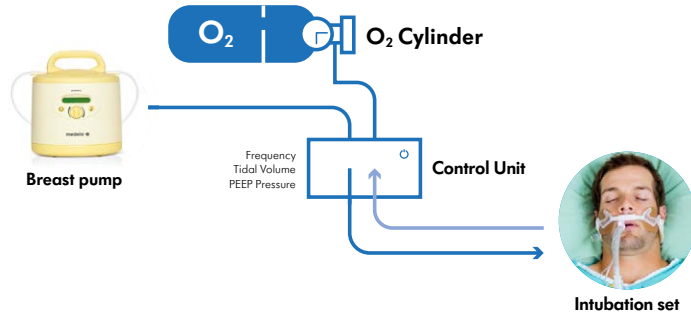 O₂
O₂ Cylinder
medela
Breast pump
Frequency
Tidal Volume
PEEP Pressure
Control Unit
Intubation set